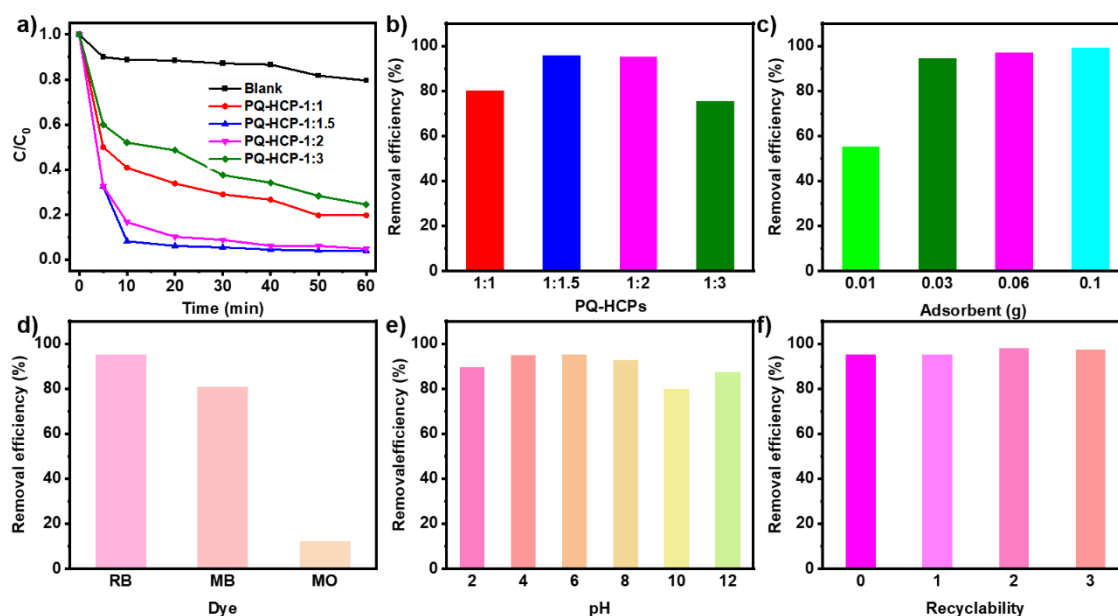 a)
1.0
0.8
0.6
0.4
0.2
0.0
C/C0
Blank
PQ-HCP-1:1
PQ-HCP-1:1.5
PQ-HCP-1:2
PQ-HCP-1:3
0 10 20 30 40 50 60
Time (min)
b)
100
80
60
40
20
0
Removal efficiency (%)
1:1 1:1.5 1:2 1:3
PQ-HCPs
c)
100
80
60
40
20
0
Removal efficiency (%)
0.01 0.03 0.06 0.1
Adsorbent (g)
d)
100
80
60
40
20
0
Removal efficiency (%)
RB MB MO
Dye
e)
100
80
60
40
20
0
Removalefficiency (%)
2 4 6 8 10 12
pH
f)
100
80
60
40
20
0
Removal efficiency (%)
0 1 2 3
Recyclability